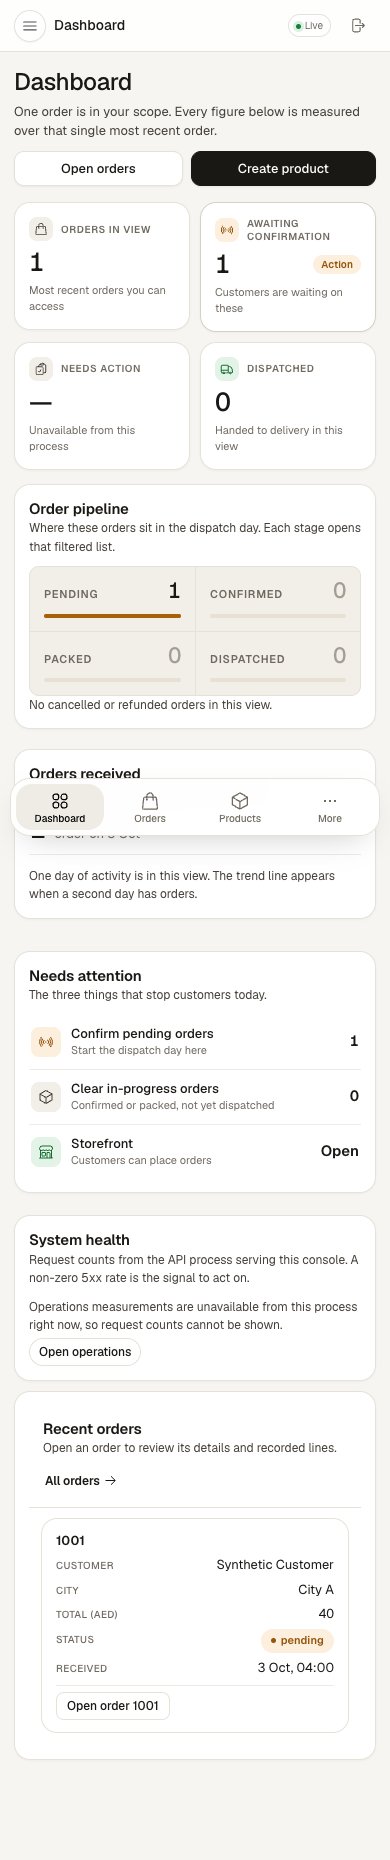 Dashboard
Live
Dashboard
One order is in your scope. Every figure below is measured
over that single most recent order.
Open orders
Create product
ORDERS IN VIEW
1
Most recent orders you can
access
AWAITING
CONFIRMATION
1
Action
Customers are waiting on
these
NEEDS ACTION
—
Unavailable from this
process
DISPATCHED
0
Handed to delivery in this
view
Order pipeline
Where these orders sit in the dispatch day. Each stage opens
that filtered list.
PENDING 1
CONFIRMED 0
PACKED 0
DISPATCHED 0
No cancelled or refunded orders in this view.
Orders received
Dashboard
Orders
Products
More
One day of activity is in this view. The trend line appears
when a second day has orders.
Needs attention
The three things that stop customers today.
Confirm pending orders
Start the dispatch day here
1
Clear in-progress orders
Confirmed or packed, not yet dispatched
0
Storefront
Customers can place orders
Open
System health
Request counts from the API process serving this console. A
non-zero 5xx rate is the signal to act on.
Operations measurements are unavailable from this process
right now, so request counts cannot be shown.
Open operations
Recent orders
Open an order to review its details and recorded lines.
All orders →
1001
CUSTOMER Synthetic Customer
CITY City A
TOTAL (AED) 40
STATUS pending
RECEIVED 3 Oct, 04:00
Open order 1001